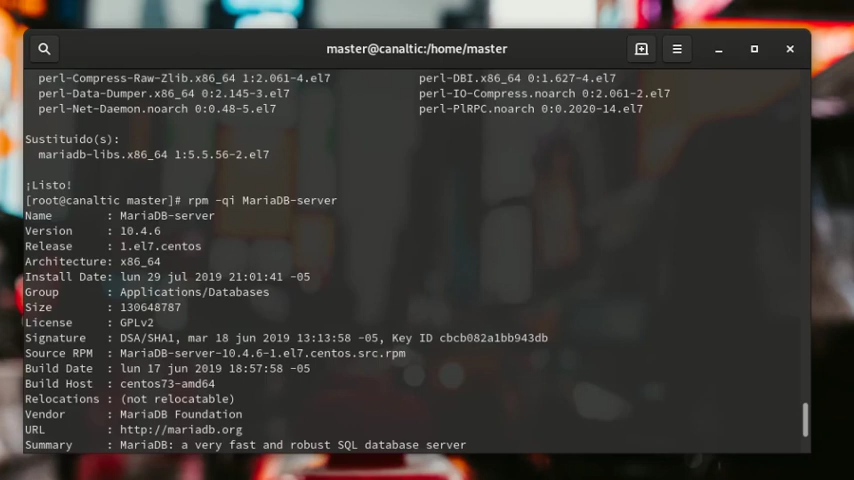 master@canaltic:/home/master
perl-Compress-Raw-Zlib.x86_64 1:2.061-4.el7 perl-DBI.x86_64 0:1.627-4.el7
perl-Data-Dumper.x86_64 0:2.145-3.el7 perl-IO-Compress.noarch 0:2.061-2.el7
perl-Net-Daemon.noarch 0:0.48-5.el7 perl-PlRPC.noarch 0:0.2020-14.el7
Sustituido(s):
mariadb-libs.x86_64 1:5.5.56-2.el7
¡Listo!
[root@canaltic master]# rpm -qi MariaDB-server
Name : MariaDB-server
Version : 10.4.6
Release : 1.el7.centos
Architecture: x86_64
Install Date: lun 29 jul 2019 21:01:41 -05
Group : Applications/Databases
Size : 130648787
License : GPLv2
Signature : DSA/SHA1, mar 18 jun 2019 13:13:58 -05, Key ID cbcb082a1bb943db
Source RPM : MariaDB-server-10.4.6-1.el7.centos.src.rpm
Build Date : lun 17 jun 2019 18:57:58 -05
Build Host : centos73-amd64
Relocations : (not relocatable)
Vendor : MariaDB Foundation
URL : http://mariadb.org
Summary : MariaDB: a very fast and robust SQL database server